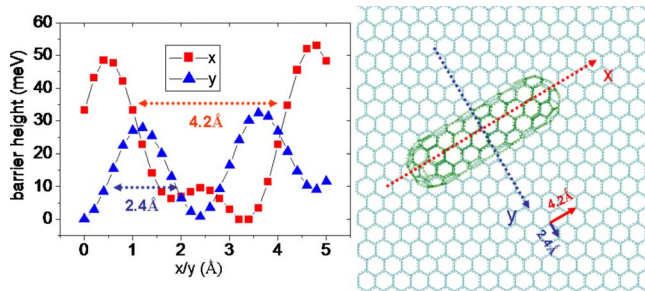 60
50
40
30
20
10
0
barrier height (meV)
x
y
4.2Å
2.4Å
0 1 2 3 4 5
x/y (Å)
x
y
4.2Å
2.4Å